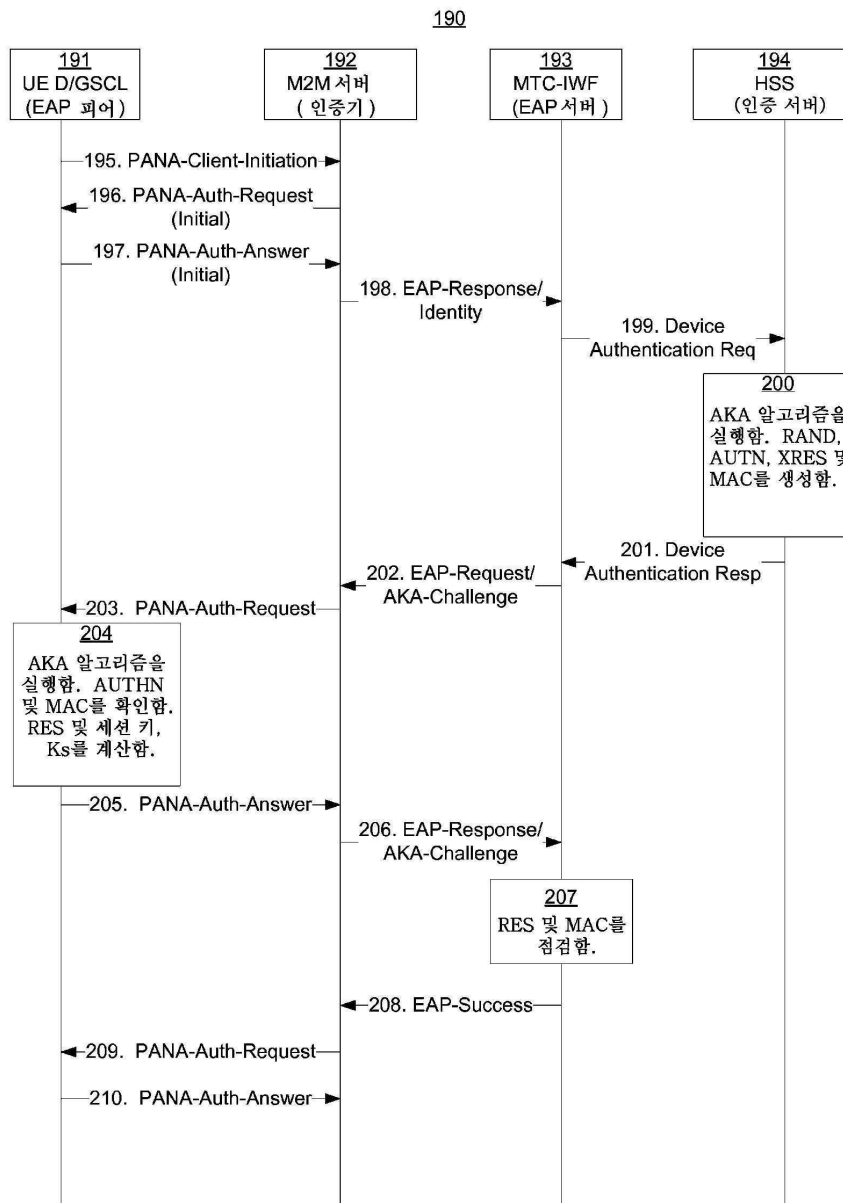 190
191
UE D/GSCL
(EAP 피어)
192
M2M 서버
( 인증기 )
193
MTC-IWF
(EAP 서버)
194
HSS
(인증 서버)
195. PANA-Client-Initiation
196. PANA-Auth-Request
(Initial)
197. PANA-Auth-Answer
(Initial)
198. EAP-Response/
Identity
199. Device
Authentication Req
200
AKA 알고리즘을
실행함. RAND,
AUTN, XRES 및
MAC를 생성함.
201. Device
Authentication Resp
202. EAP-Request/
AKA-Challenge
203. PANA-Auth-Request
204
AKA 알고리즘을
실행함. AUTHN
및 MAC를 확인함.
RES 및 세션 키,
Ks를 계산함.
205. PANA-Auth-Answer
206. EAP-Response/
AKA-Challenge
207
RES 및 MAC를
점검함.
208. EAP-Success
209. PANA-Auth-Request
210. PANA-Auth-Answer